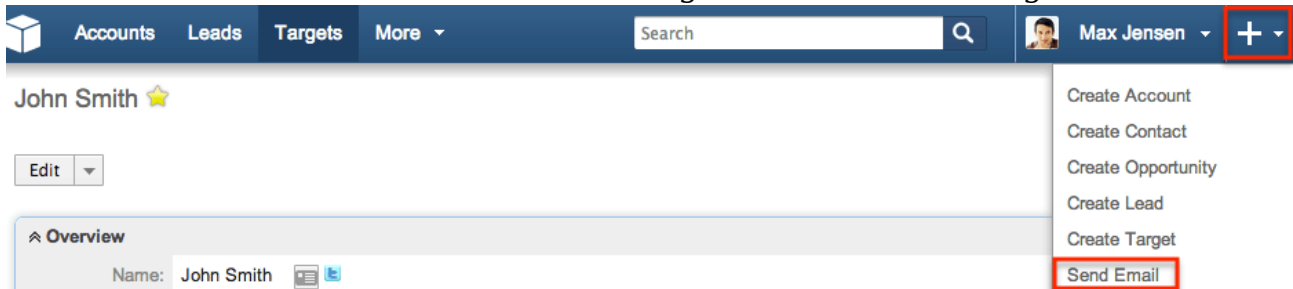 Accounts Leads Targets More Search Max Jensen
John Smith
Create Account
Create Contact
Edit
Create Opportunity
Create Lead
Overview
Create Target
Name: John Smith
Send Email